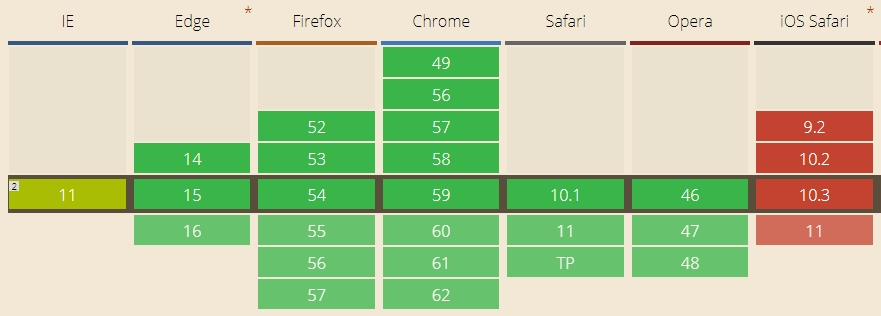 IE Edge * Firefox Chrome Safari Opera iOS Safari *
49
56
52 57 9.2
14 53 58 10.2
2 11 15 54 59 10.1 46 10.3
16 55 60 11 47 11
56 61 TP 48
57 62